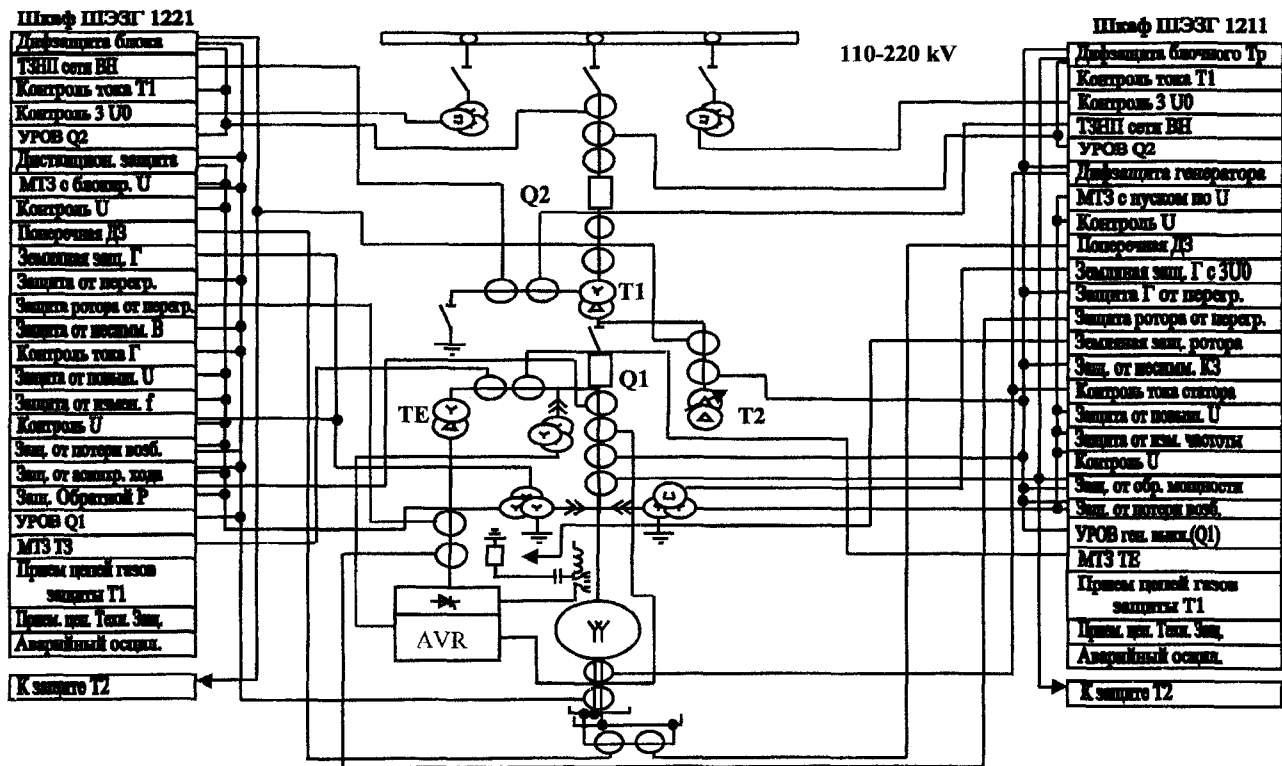 Шкаф ШЭЗГ 1221
Дифзащита блока
ТЗНП сети ВН
Контроль тока Т1
Контроль 3 U0
УРОВ Q2
Дистанцион. защита
МТЗ с блокир. U
Контроль U
Поперечная ДЗ
Земляная защ. Г
Защита от перегр.
Защита ротора от перегр.
Защита от несимм. В
Контроль тока Г
Защита от повыш. U
Защита от измен. f
Контроль U
Защ. от потери возб.
Защ. от асинхр. хода
Защ. Обратной Р
УРОВ Q1
МТЗ ТЗ
Прием цепей газов
защиты Т1
Прием. цеп. Техн. Защ.
Аварийный осцил.
К защите Т2
110-220 kV
Q2
T1
Q1
TE
T2
AVR
Шкаф ШЭЗГ 1211
Дифзащита блочного Тр
Контроль тока Т1
Контроль 3 U0
ТЗНП сети ВН
УРОВ Q2
Дифзащита генератора
МТЗ с пуском по U
Контроль U
Поперечная ДЗ
Земляная защ. Г с 3U0
Защита Г от перегр.
Защита ротора от перегр.
Земляная защ. ротора
Защ. от несимм. КЗ
Контроль тока статора
Защита от повыш. U
Защита от изм. частоты
Контроль U
Защ. от обр. мощности
Защ. от потери возб.
УРОВ ген. выкл.(Q1)
МТЗ ТЕ
Прием цепей газов
защиты Т1
Прием. цеп. Техн. Защ.
Аварийный осцил.
К защите Т2